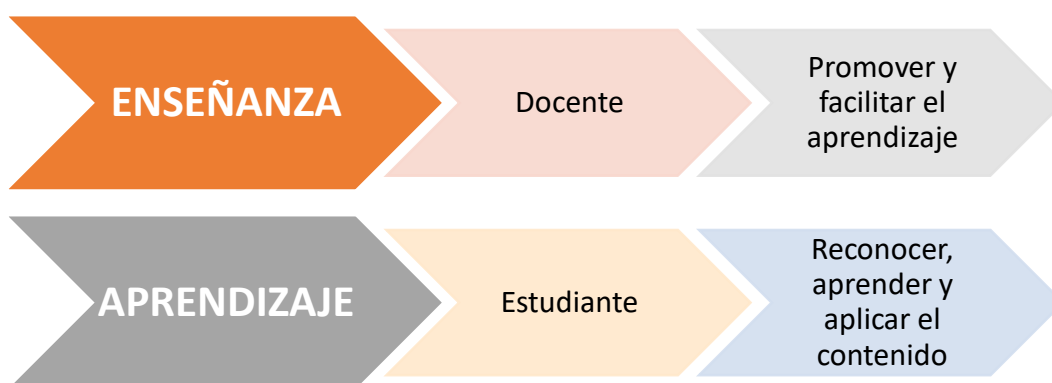 ENSEÑANZA
Docente
Promover y
facilitar el
aprendizaje
APRENDIZAJE
Estudiante
Reconocer,
aprender y
aplicar el
contenido